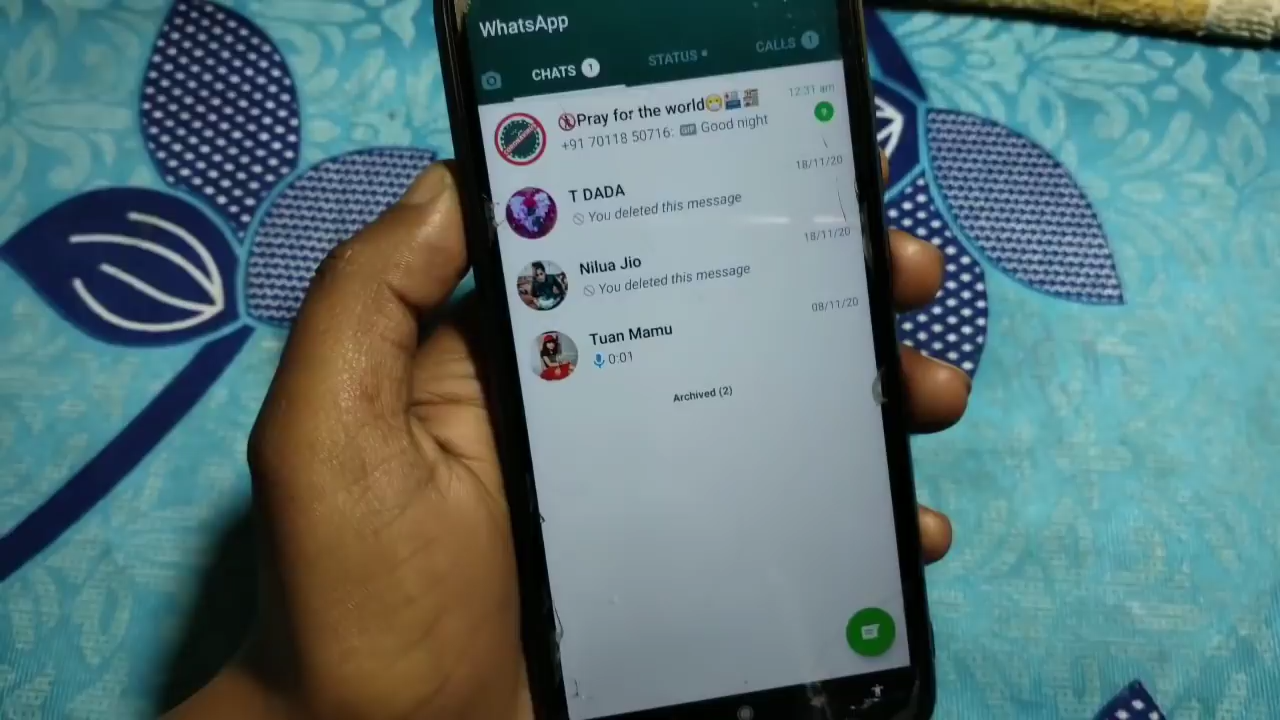 WhatsApp
CHATS 1 STATUS CALLS 1
Pray for the world 12:31 am
+91 70118 50716: GIF Good night
T DADA 18/11/20
You deleted this message
Nilua Jio 18/11/20
You deleted this message
Tuan Mamu 08/11/20
0:01
Archived (2)